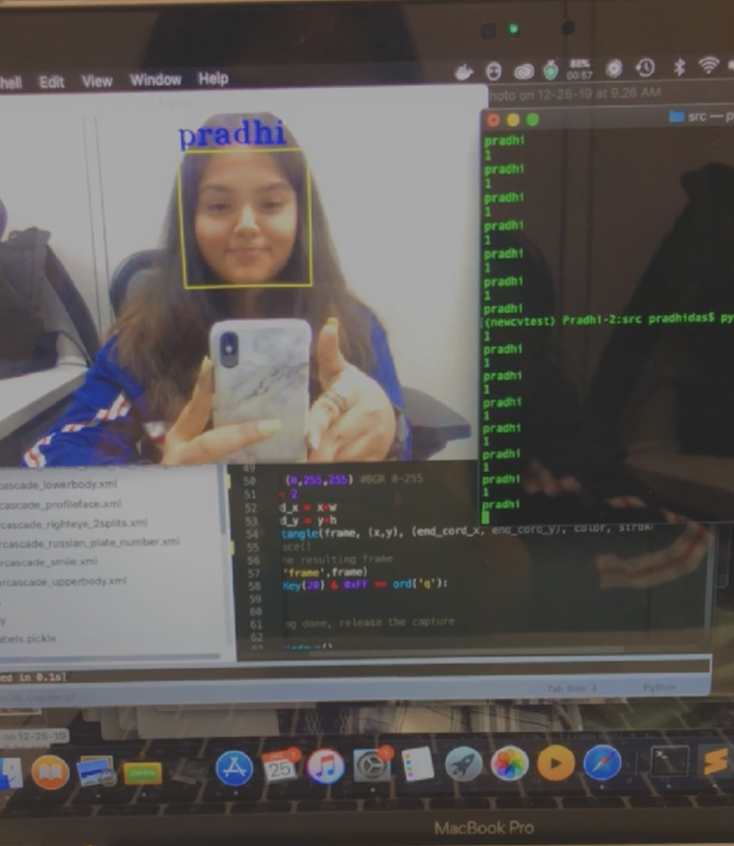 hell Edit View Window Help
88%
00:57
hoto on 12-26-19 at 9.26 AM
src — p
pradhi
pradhi
1
pradhi
1
pradhi
1
pradhi
1
pradhi
1
pradhi
1
pradhi
(newcvtest) Pradhi-2:src pradhidas$ py
1
pradhi
1
pradhi
1
pradhi
1
pradhi
1
pradhi
1
pradhi
1
pradhi
cascade_lowerbody.xml
cascade_profileface.xml
rcascade_righteye_2splits.xml
arcascade_russian_plate_number.xml
rcascade_smile.xml
arcascade_upperbody.xml
y
abels.pickle
49
50 (0,255,255) #BGR 0-255
51 = 2
52 d_x = x+w
53 d_y = y+h
54 tangle(frame, (x,y), (end_cord_x, end_cord_y), color, strok
55 ace()
56 he resulting frame
57 'frame',frame)
58 Key(20) & 0xFF == ord('q'):
59
60
61 ng done, release the capture
62
63
ed in 0.1s]
Tab Size: 4 Python
on 12-25-19
OPEN
25
MacBook Pro